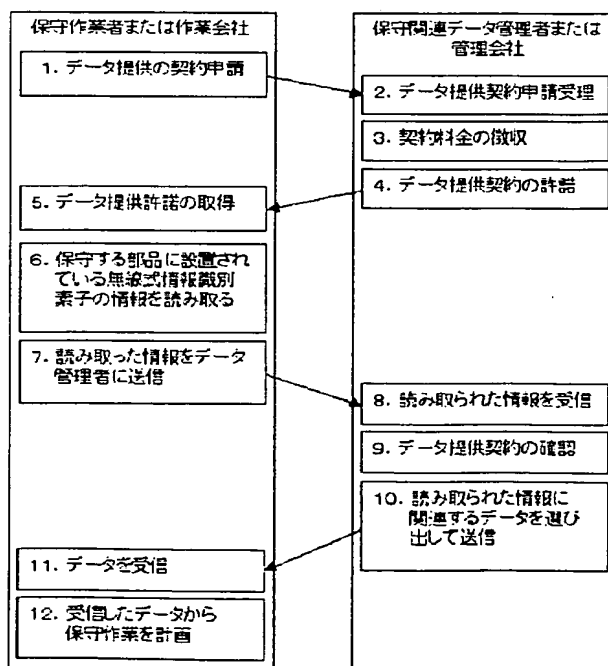 保守作業者または作業会社
1. データ提供の契約申請
5. データ提供許諾の取得
6. 保守する部品に設置され
ている無線式情報識別
素子の情報を読み取る
7. 読み取った情報をデータ
管理者に送信
11. データを受信
12. 受信したデータから
保守作業を計画
保守関連データ管理者または
管理会社
2. データ提供契約申請受理
3. 契約料金の徴収
4. データ提供契約の許諾
8. 読み取られた情報を受信
9. データ提供契約の確認
10. 読み取られた情報に
関連するデータを選び
出して送信